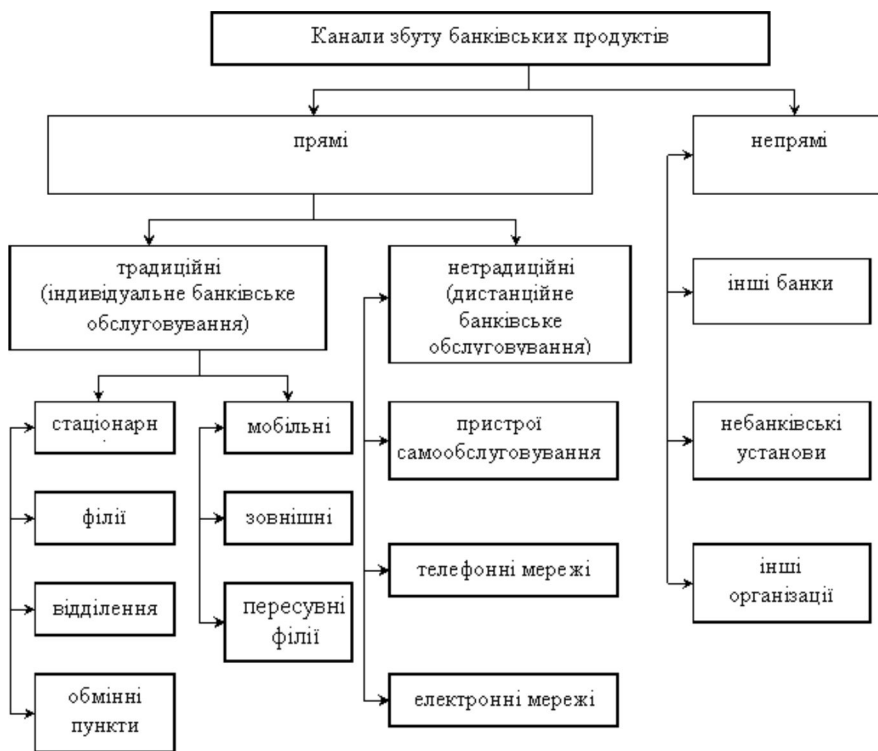 Канали збуту банківських продуктів
прямі
непрямі
традиційні
(індивідуальне банківське
обслуговування)
нетрадиційні
(дистанційне
банківське
обслуговування)
інші банки
стаціонарн
мобільні
пристрої
самообслуговування
небанківські
установи
філії
зовнішні
телефонні мережі
інші
організації
відділення
пересувні
філії
обмінні
пункти
електронні мережі